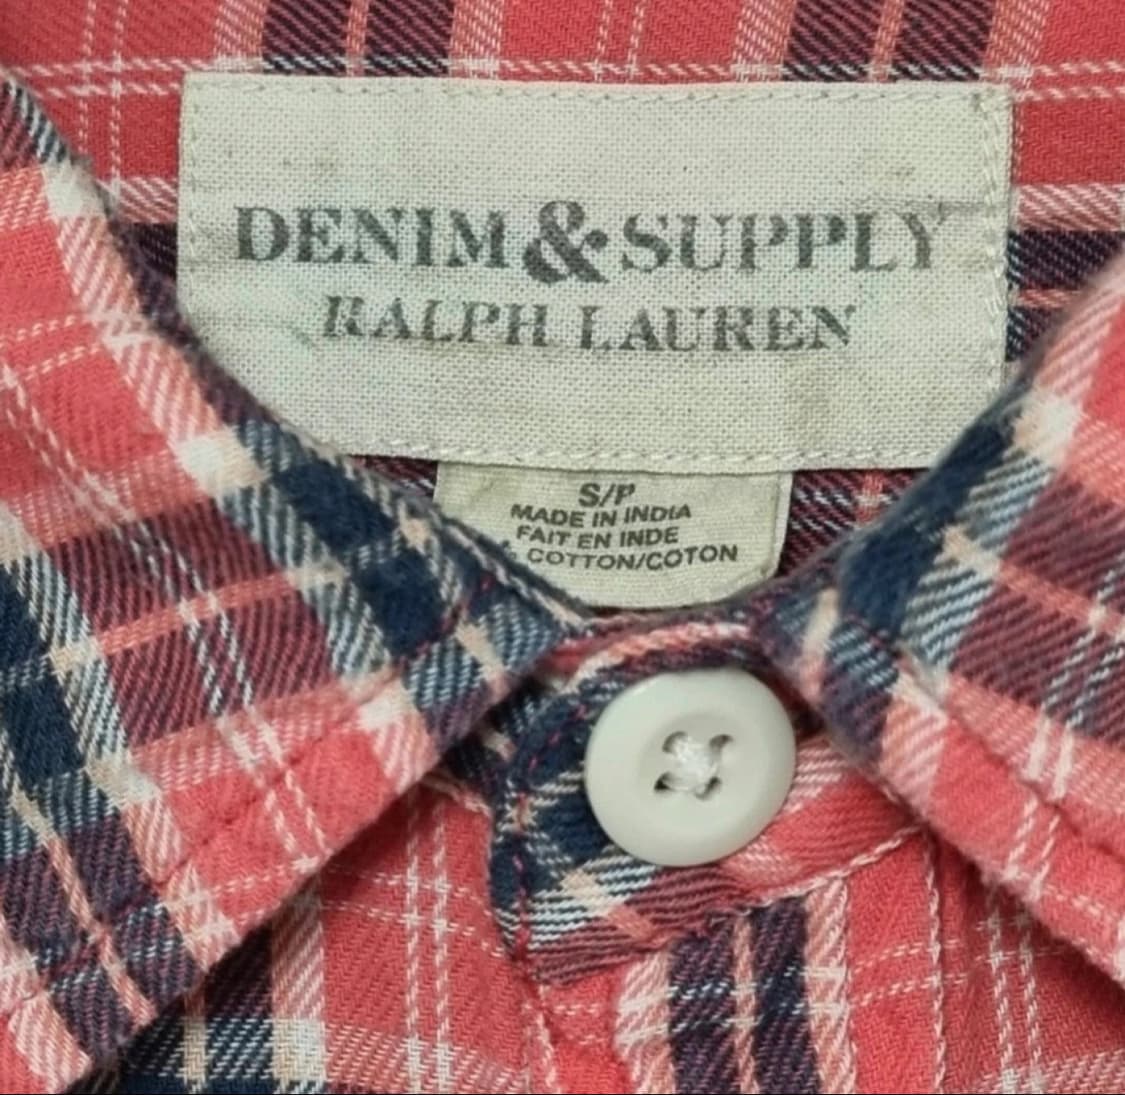 DENIM&SUPPLY
RALPH LAUREN
S/P
MADE IN INDIA
FAIT EN INDE
COTTON/COTON